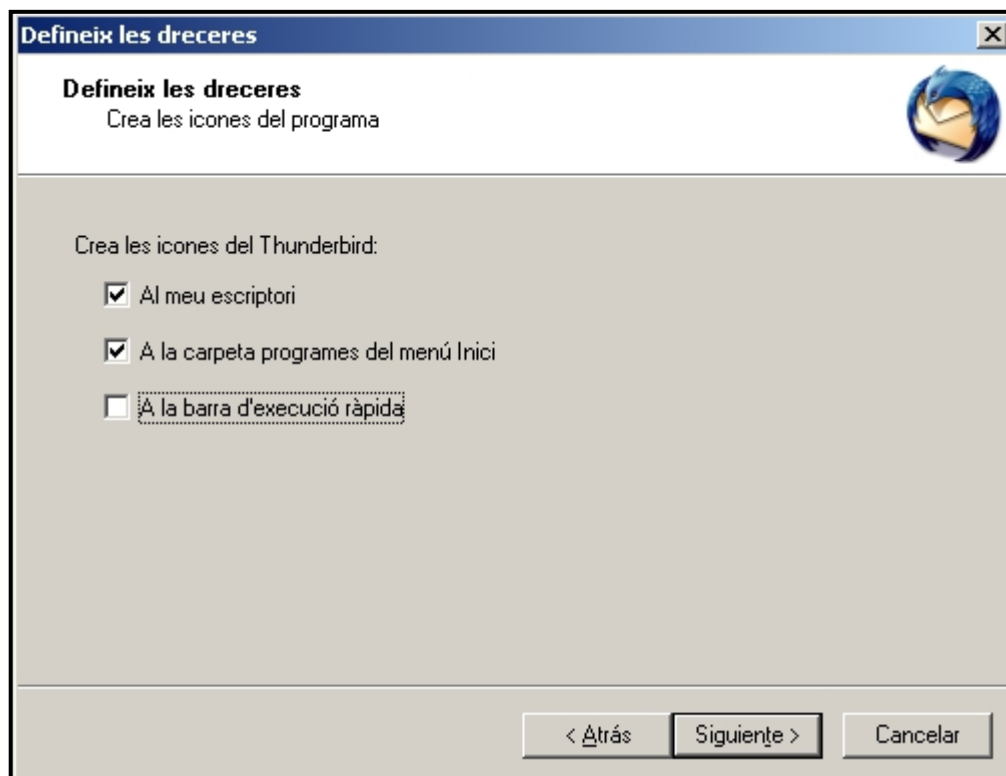 Defineix les dreceres
Defineix les dreceres
Crea les icones del programa
Crea les icones del Thunderbird:
Al meu escriptori
A la carpeta programes del menú Inici
A la barra d'execució ràpida
< Atrás Siguiente > Cancelar